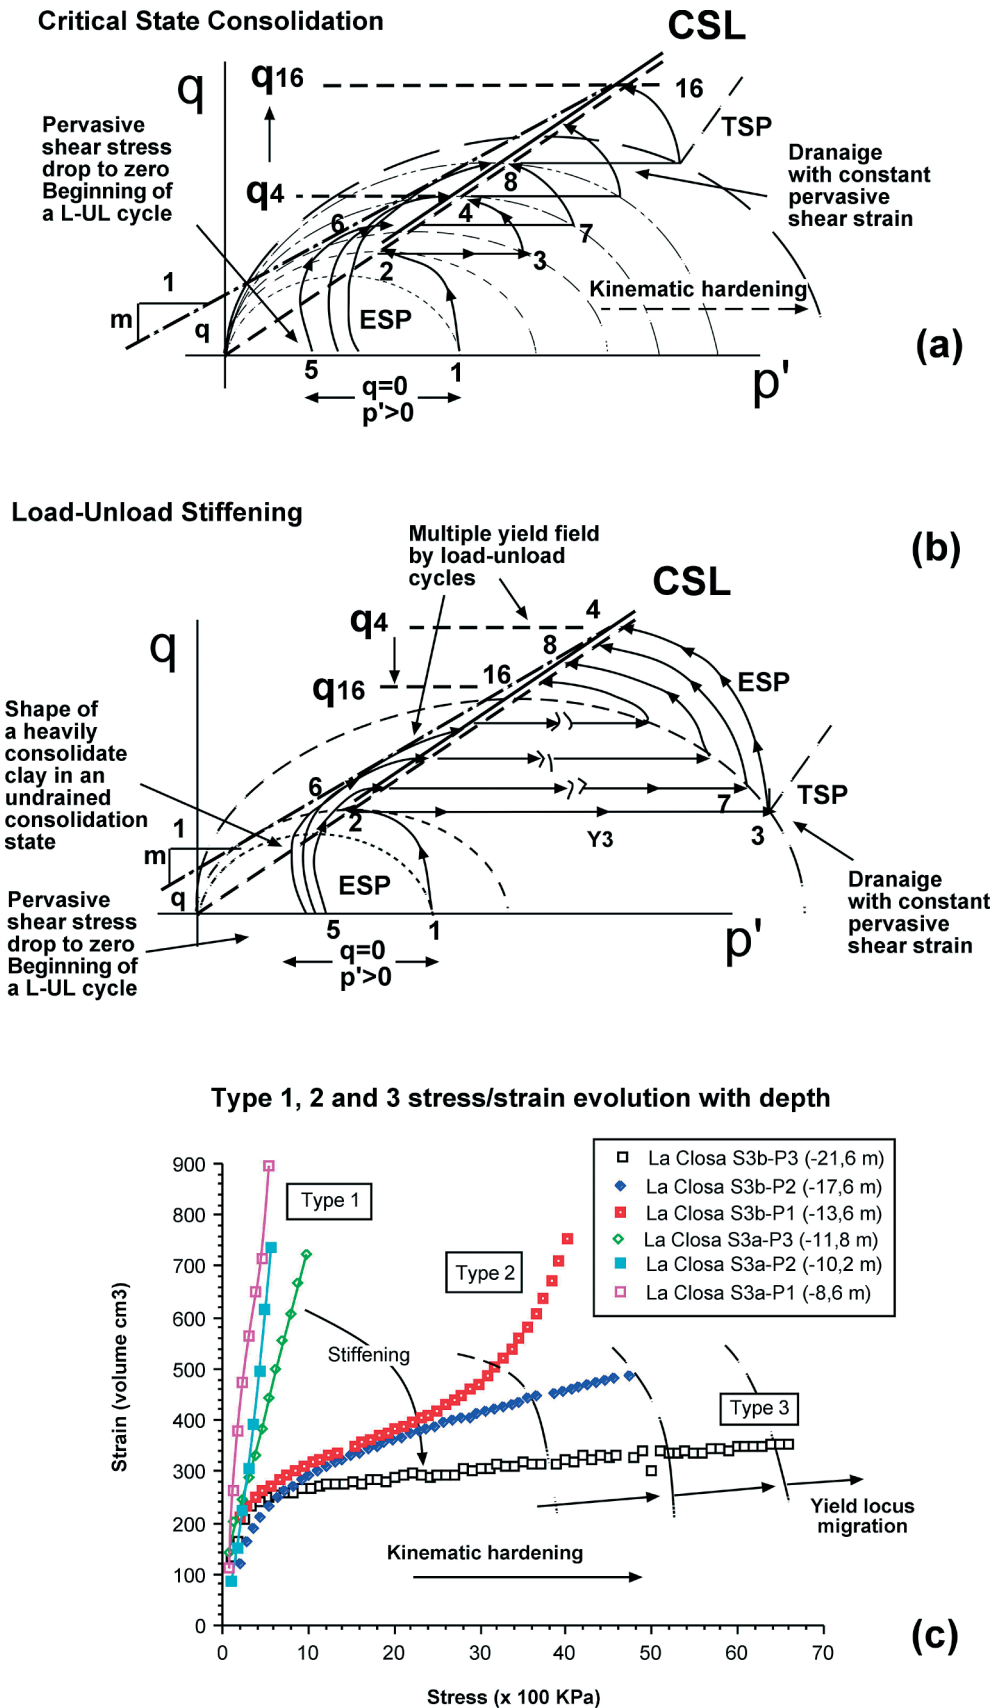 Critical State Consolidation
CSL
q
q16
16
Pervasive
shear stress
drop to zero
Beginning of
a L-UL cycle
TSP
Dranaige
with constant
pervasive
shear strain
q4
8
6
4
7
2
3
1
m
q
ESP
Kinematic hardening
(a)
5
1
q=0
p'>0
p'
Load-Unload Stiffening
Multiple yield field
by load-unload
cycles
(b)
CSL
q
q4
4
8
16
q16
ESP
Shape of
a heavily
consolidate
clay in an
undrained
consolidation
state
6
2
7
TSP
3
Y3
1
m
q
ESP
Dranaige
with constant
pervasive
shear strain
Pervasive
shear stress
drop to zero
Beginning of
a L-UL cycle
5
1
q=0
p'>0
p'
Type 1, 2 and 3 stress/strain evolution with depth
900
800
700
600
500
400
300
200
100
0
Strain (volume cm3)
Type 1
Type 2
Type 3
La Closa S3b-P3 (-21,6 m)
La Closa S3b-P2 (-17,6 m)
La Closa S3b-P1 (-13,6 m)
La Closa S3a-P3 (-11,8 m)
La Closa S3a-P2 (-10,2 m)
La Closa S3a-P1 (-8,6 m)
Stiffening
Yield locus
migration
Kinematic hardening
0 10 20 30 40 50 60 70
(c)
Stress (x 100 KPa)